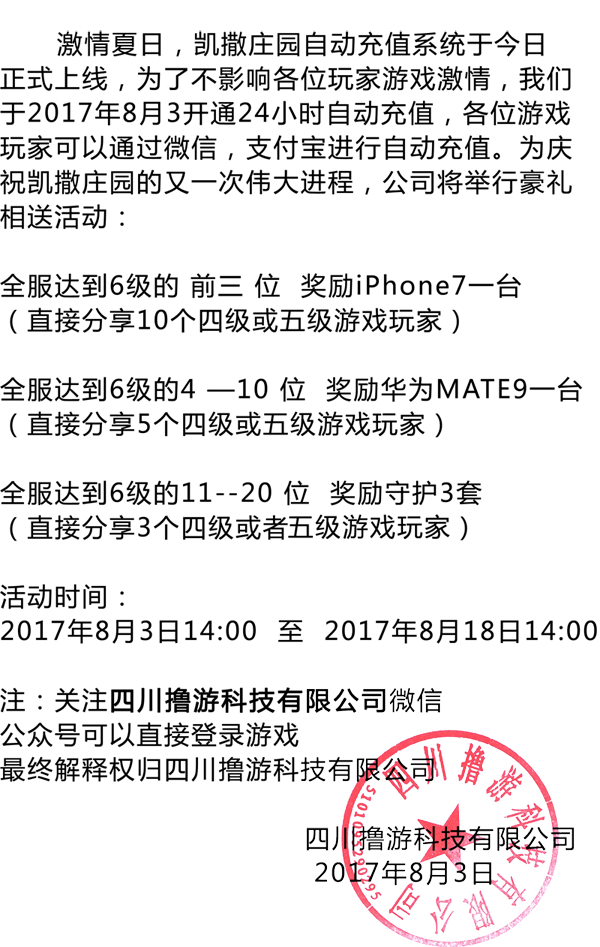 激情夏日，凯撒庄园自动充值系统于今日
正式上线，为了不影响各位玩家游戏激情，我们
于2017年8月3开通24小时自动充值，各位游戏
玩家可以通过微信，支付宝进行自动充值。为庆
祝凯撒庄园的又一次伟大进程，公司将举行豪礼
相送活动：
全服达到6级的 前三 位 奖励iPhone7一台
（直接分享10个四级或五级游戏玩家）
全服达到6级的4 —10 位 奖励华为MATE9一台
（直接分享5个四级或五级游戏玩家）
全服达到6级的11--20 位 奖励守护3套
（直接分享3个四级或者五级游戏玩家）
活动时间：
2017年8月3日14:00 至 2017年8月18日14:00
注：关注四川撸游科技有限公司微信
公众号可以直接登录游戏
最终解释权归四川撸游科技有限公司
四川撸游科技有限公司
2017年8月3日
四川撸游科技有限公司